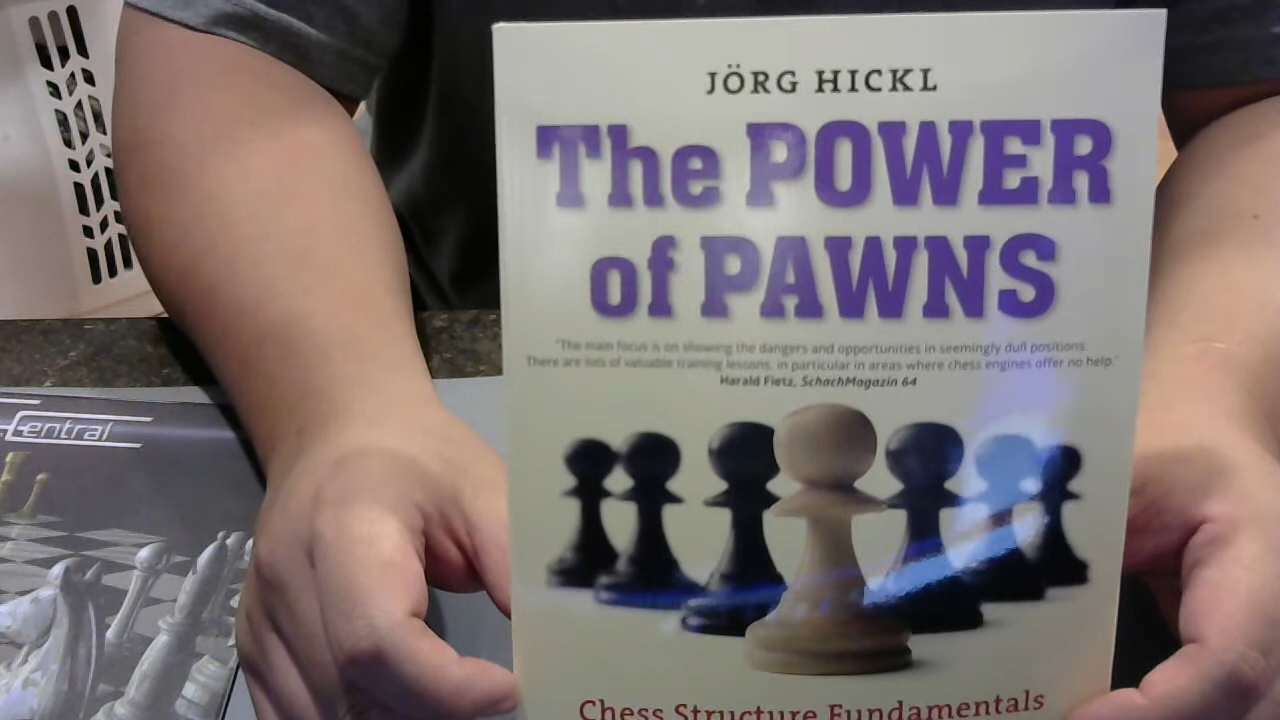 JÖRG HICKL
The POWER
of PAWNS
"The main focus is on showing the dangers and opportunities in seemingly dull positions.
There are lots of valuable training lessons, in particular in areas where chess engines offer no help."
Harald Fietz, SchachMagazin 64
Central
Chess Structure Fundamentals